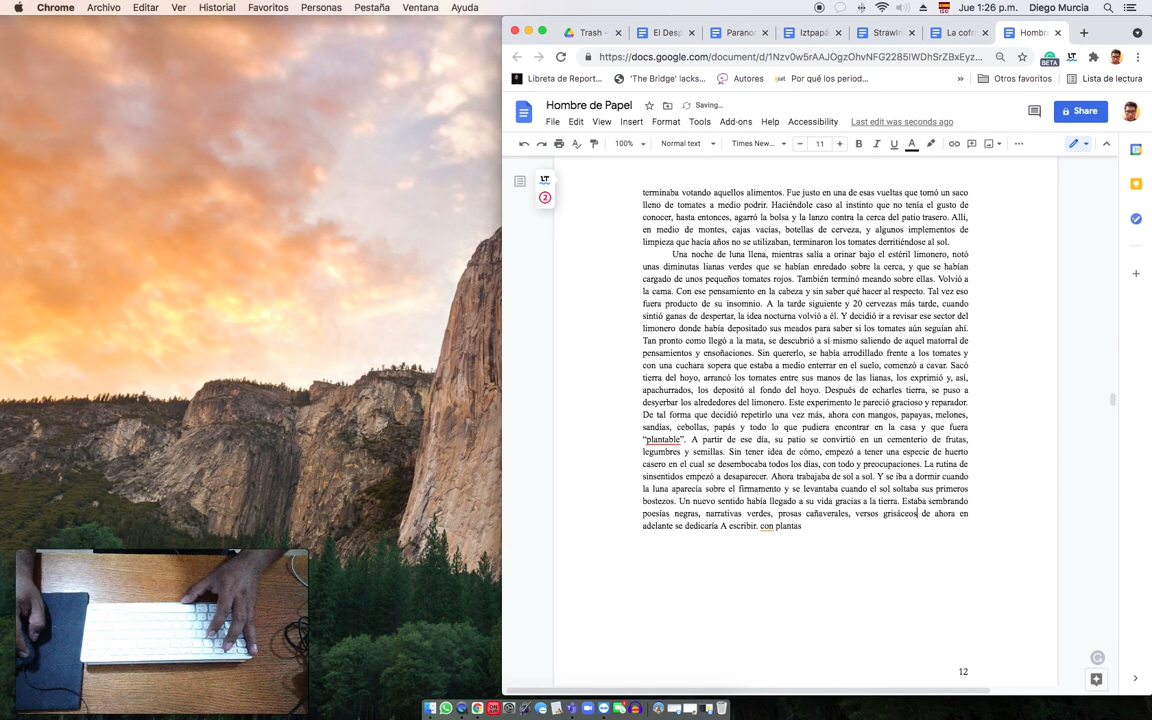 Chrome Archivo Editar Ver Historial Favoritos Personas Pestaña Ventana Ayuda
Jue 1:26 p.m. Diego Murcia
Trash - El Desp Paranor Iztpapá Strawin La cofr Hombre
https://docs.google.com/document/d/1Nzv0w5rAAJOgzOhvNFG2285IWDhSrZBxEyz...
BETA
Libreta de Report... 'The Bridge' lacks... Autores Por qué los period... » Otros favoritos Lista de lectura
Hombre de Papel Saving...
File Edit View Insert Format Tools Add-ons Help Accessibility Last edit was seconds ago
Share
100% Normal text Times New... 11 B I U A
LT
2
terminaba votando aquellos alimentos. Fue justo en una de esas vueltas que tomó un saco
lleno de tomates a medio podrir. Haciéndole caso al instinto que no tenía el gusto de
conocer, hasta entonces, agarró la bolsa y la lanzo contra la cerca del patio trasero. Allí,
en medio de montes, cajas vacías, botellas de cerveza, y algunos implementos de
limpieza que hacía años no se utilizaban, terminaron los tomates derritiéndose al sol.
Una noche de luna llena, mientras salía a orinar bajo el estéril limonero, notó
unas diminutas lianas verdes que se habían enredado sobre la cerca, y que se habían
cargado de unos pequeños tomates rojos. También terminó meando sobre ellas. Volvió a
la cama. Con ese pensamiento en la cabeza y sin saber qué hacer al respecto. Tal vez eso
fuera producto de su insomnio. A la tarde siguiente y 20 cervezas más tarde, cuando
sintió ganas de despertar, la idea nocturna volvió a él. Y decidió ir a revisar ese sector del
limonero donde había depositado sus meados para saber si los tomates aún seguían ahí.
Tan pronto como llegó a la mata, se descubrió a sí mismo saliendo de aquel matorral de
pensamientos y ensoñaciones. Sin quererlo, se había arrodillado frente a los tomates y
con una cuchara sopera que estaba a medio enterrar en el suelo, comenzó a cavar. Sacó
tierra del hoyo, arrancó los tomates entre sus manos de las lianas, los exprimió y, así,
apachurrados, los depositó al fondo del hoyo. Después de echarles tierra, se puso a
desyerbar los alrededores del limonero. Este experimento le pareció gracioso y reparador.
De tal forma que decidió repetirlo una vez más, ahora con mangos, papayas, melones,
sandías, cebollas, papás y todo lo que pudiera encontrar en la casa y que fuera
“plantable”. A partir de ese día, su patio se convirtió en un cementerio de frutas,
legumbres y semillas. Sin tener idea de cómo, empezó a tener una especie de huerto
casero en el cual se desembocaba todos los días, con todo y preocupaciones. La rutina de
sinsentidos empezó a desaparecer. Ahora trabajaba de sol a sol. Y se iba a dormir cuando
la luna aparecía sobre el firmamento y se levantaba cuando el sol soltaba sus primeros
bostezos. Un nuevo sentido había llegado a su vida gracias a la tierra. Estaba sembrando
poesías negras, narrativas verdes, prosas cañaverales, versos grisáceos de ahora en
adelante se dedicaría A escribir. con plantas
12